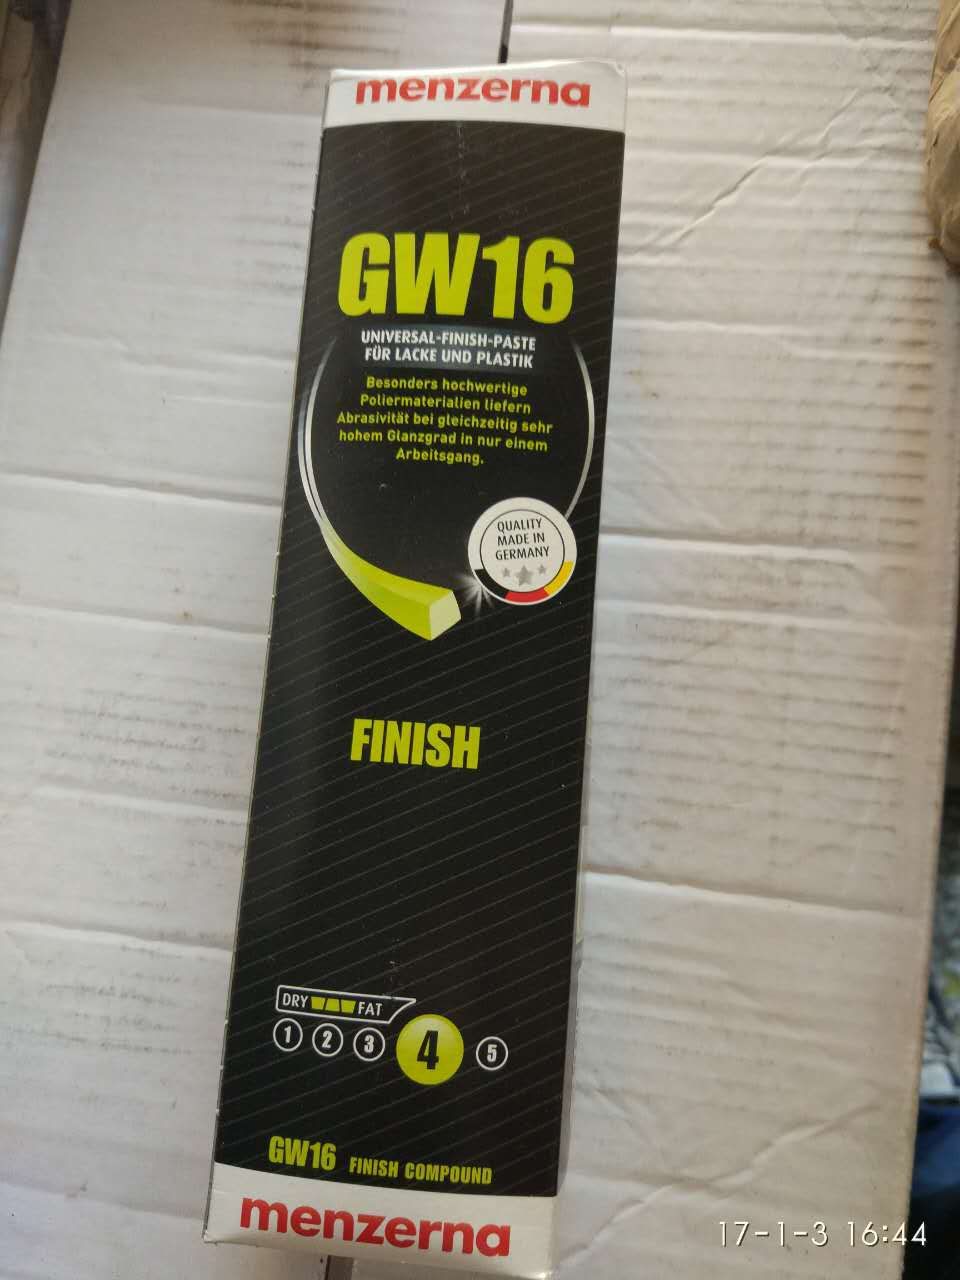 menzerna
GW16
UNIVERSAL-FINISH-PASTE
FÜR LACKE UND PLASTIK
Besonders hochwertige
Poliermaterialien liefern
Abrasivität bei gleichzeitig sehr
hohem Glanzgrad in nur einem
Arbeitsgang.
QUALITY
MADE IN
GERMANY
FINISH
DRY FAT
1 2 3 4 5
GW16 FINISH COMPOUND
menzerna
17-1-3 16:44